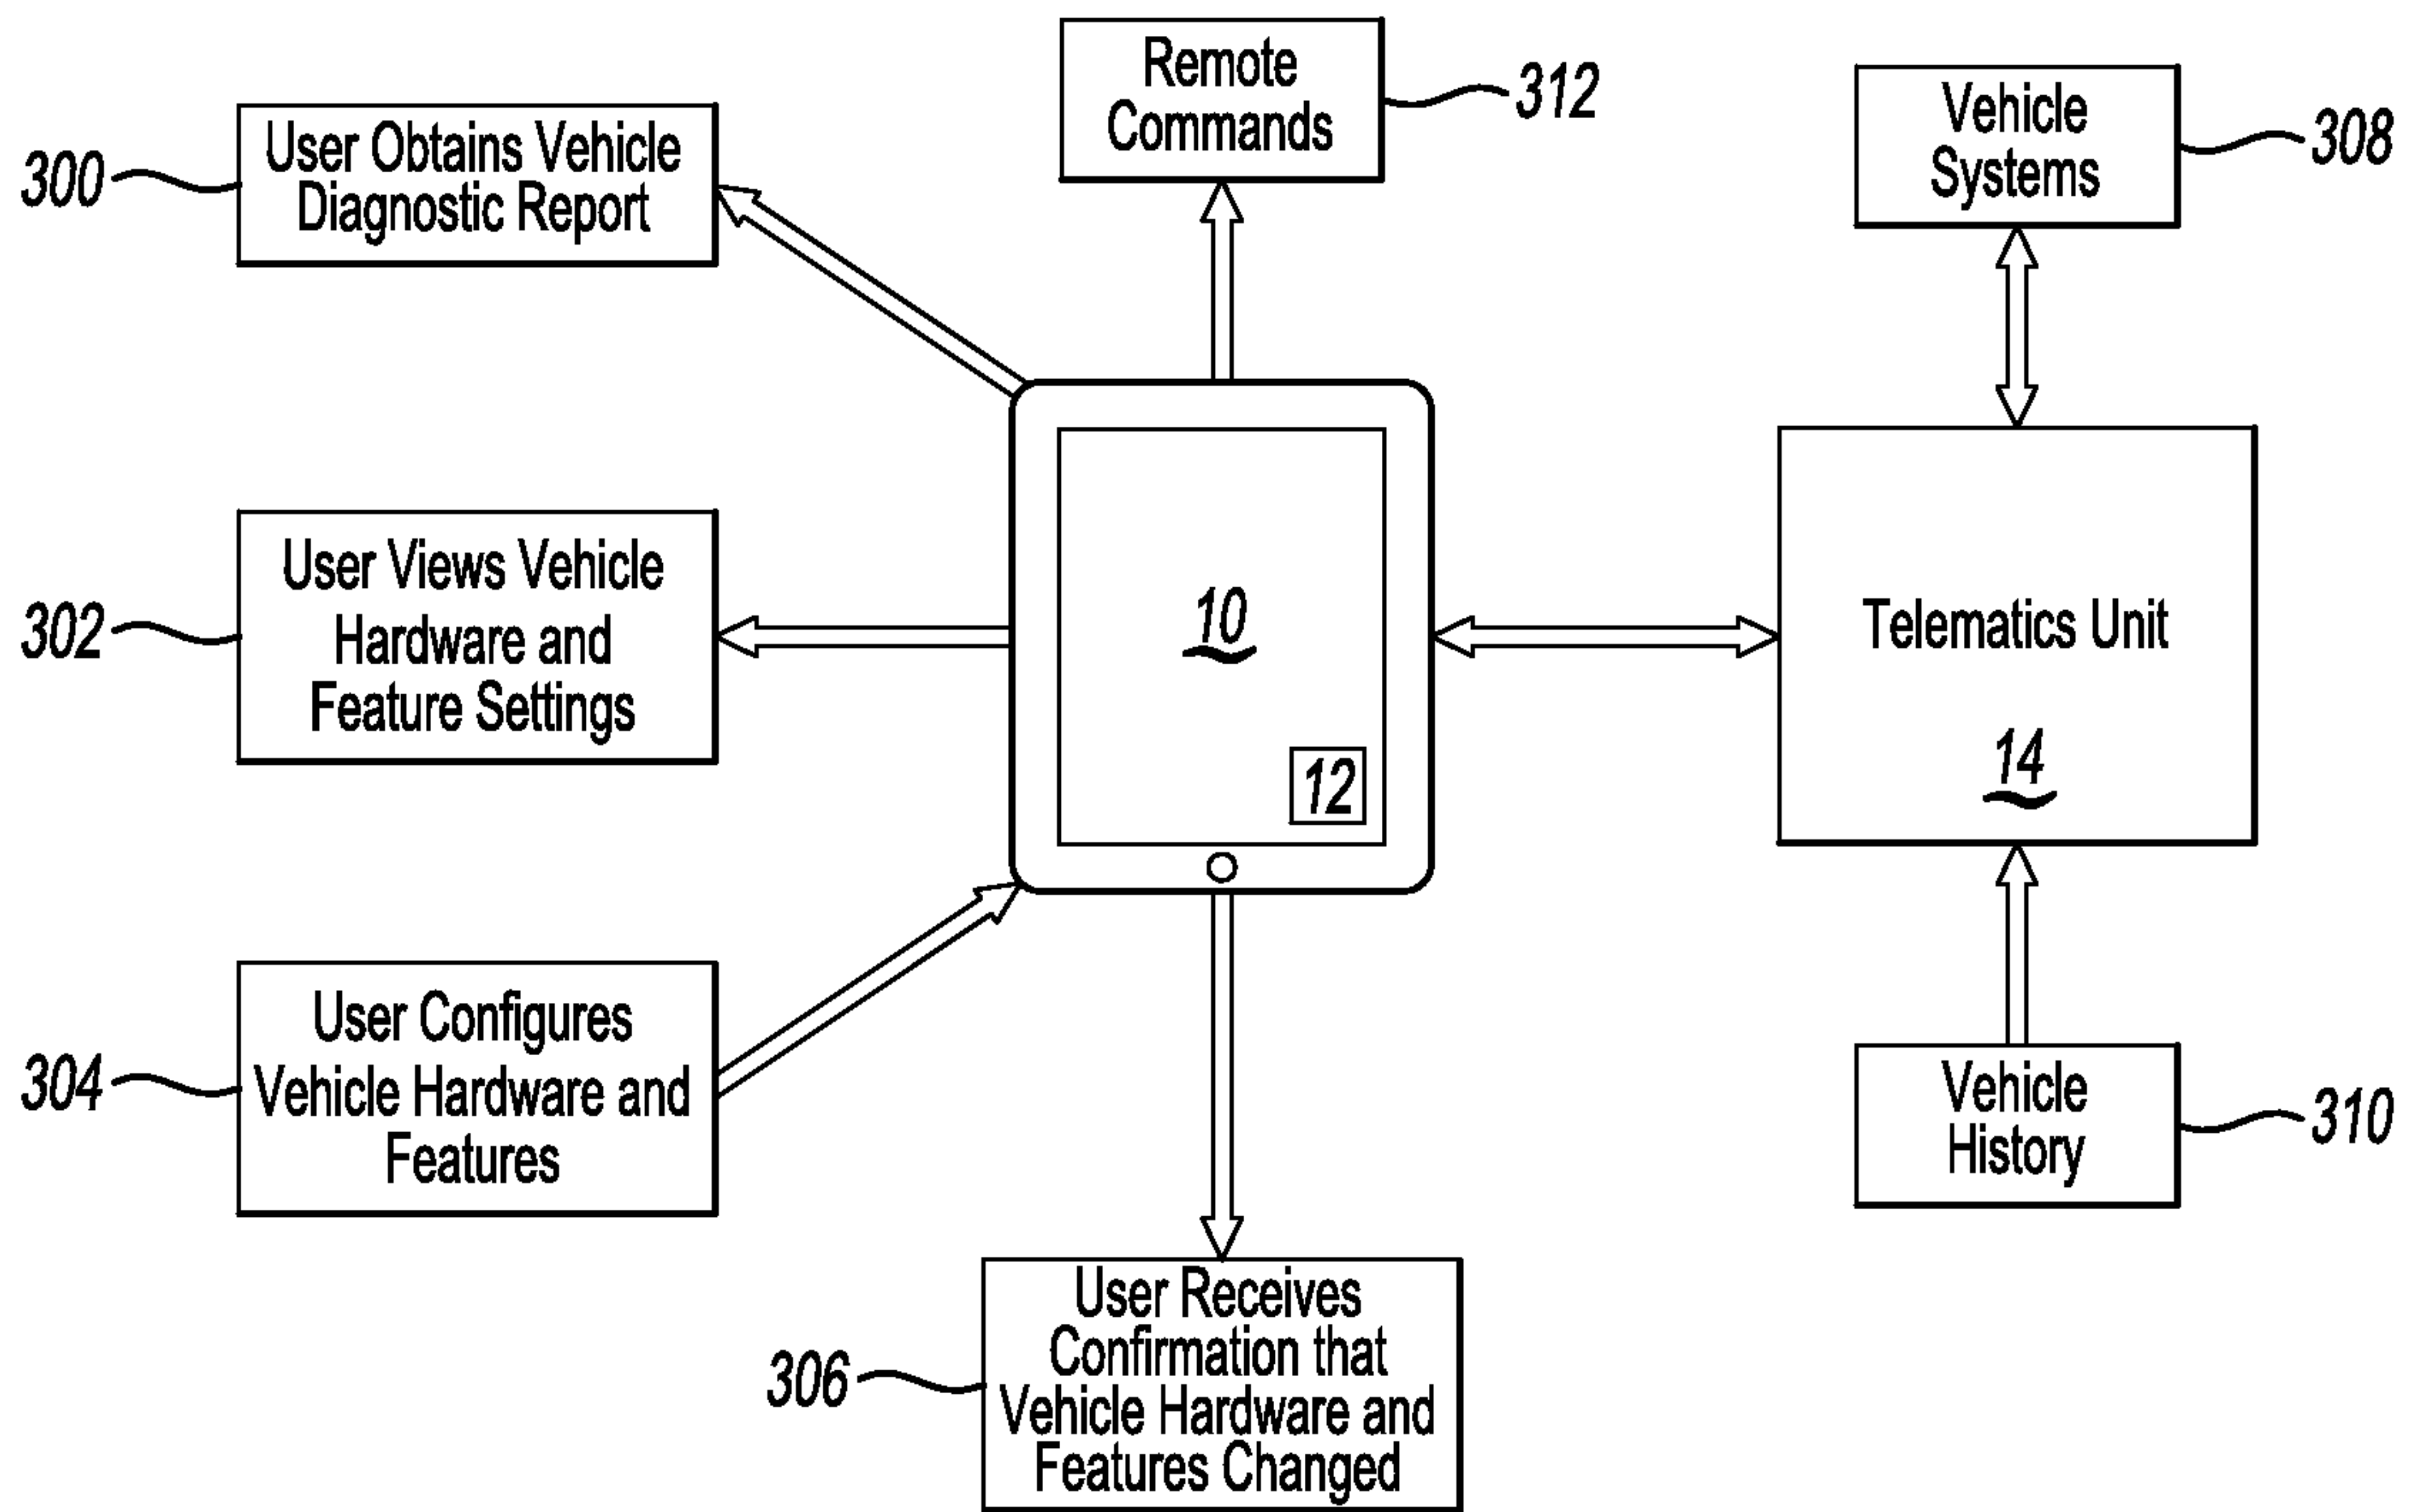 Remote
Commands
312
Vehicle
Systems
308
300
User Obtains Vehicle
Diagnostic Report
302
User Views Vehicle
Hardware and
Feature Settings
10
12
Telematics Unit
14
304
User Configures
Vehicle Hardware and
Features
Vehicle
History
310
306
User Receives
Confirmation that
Vehicle Hardware and
Features Changed